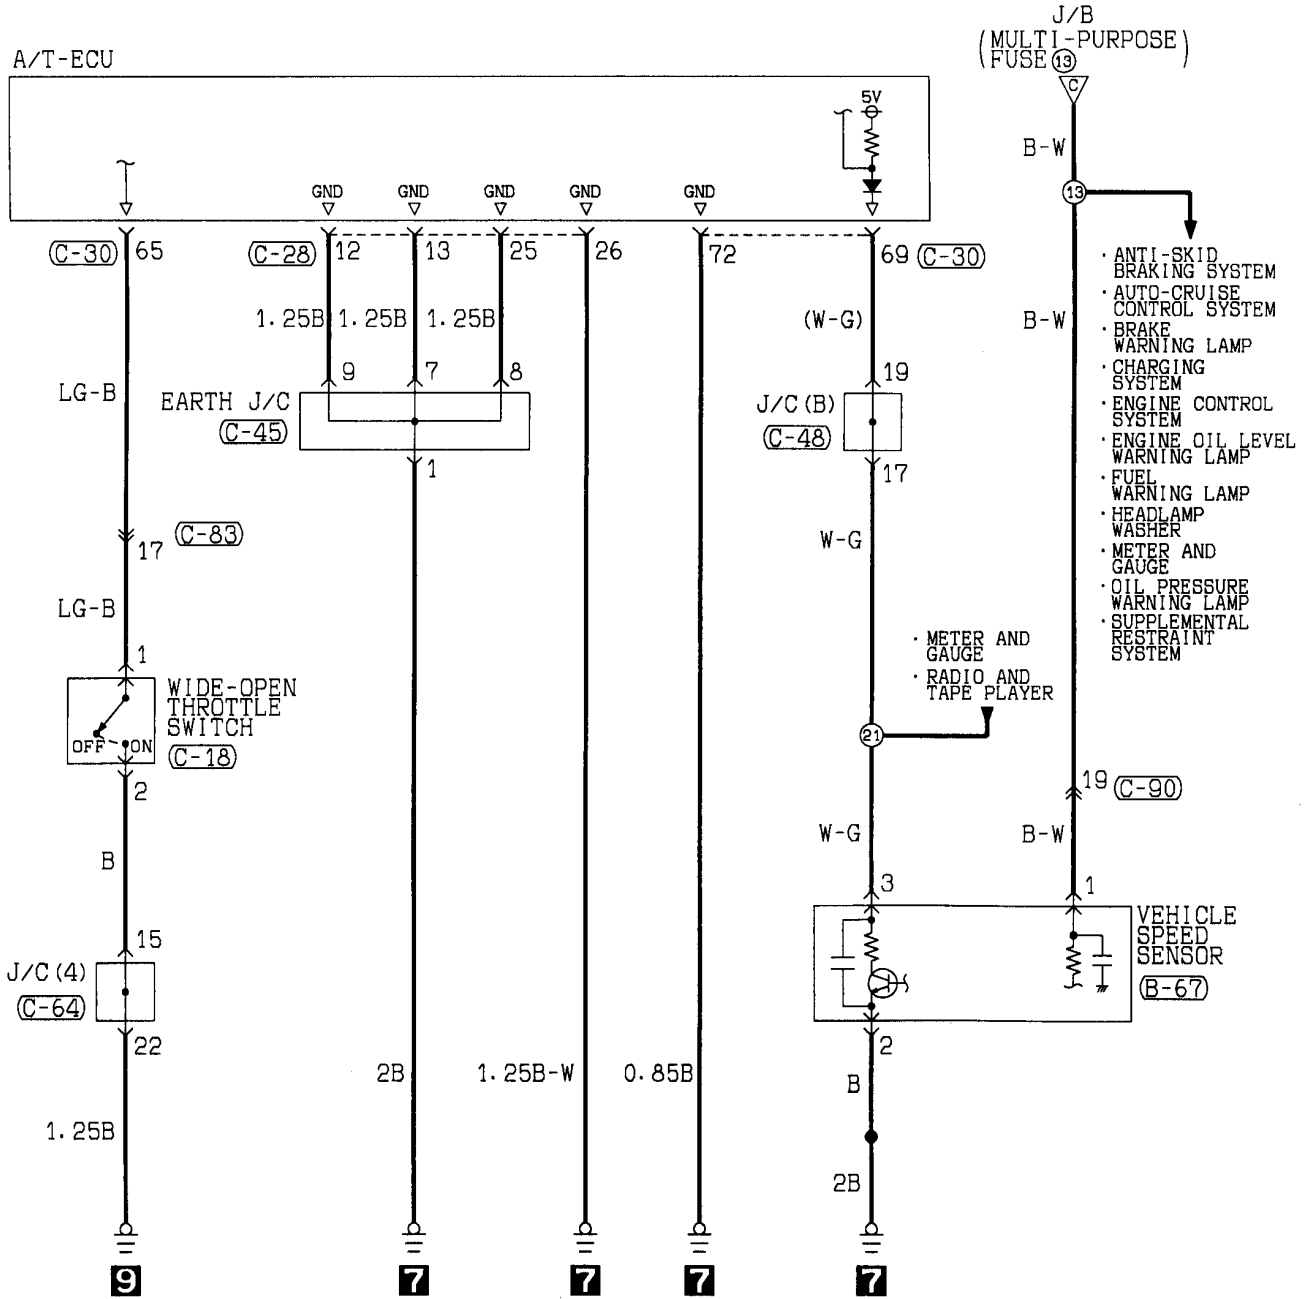 J/B
(MULTI-PURPOSE)
FUSE 13
A/T-ECU
C
5V
B-W
GND GND GND GND GND
13
C-30 65 C-28 12 13 25 26 72 69 C-30
· ANTI-SKID
BRAKING SYSTEM
· AUTO-CRUISE
CONTROL SYSTEM
· BRAKE
WARNING LAMP
· CHARGING
SYSTEM
· ENGINE CONTROL
SYSTEM
· ENGINE OIL LEVEL
WARNING LAMP
· FUEL
WARNING LAMP
· HEADLAMP
WASHER
· METER AND
GAUGE
· OIL PRESSURE
WARNING LAMP
· SUPPLEMENTAL
RESTRAINT
SYSTEM
1.25B 1.25B 1.25B (W-G) B-W
9 7 8 19
LG-B
EARTH J/C
C-45
J/C(B)
C-48
1 17
C-83
17
W-G
LG-B
· METER AND
GAUGE
· RADIO AND
TAPE PLAYER
1
WIDE-OPEN
THROTTLE
SWITCH
C-18
OFF ON
21
2
19 C-90
B W-G B-W
3 1
VEHICLE
SPEED
SENSOR
B-67
15
J/C(4)
C-64
22 2
2B 1.25B-W 0.85B B
1.25B
2B
9 7 7 7 7